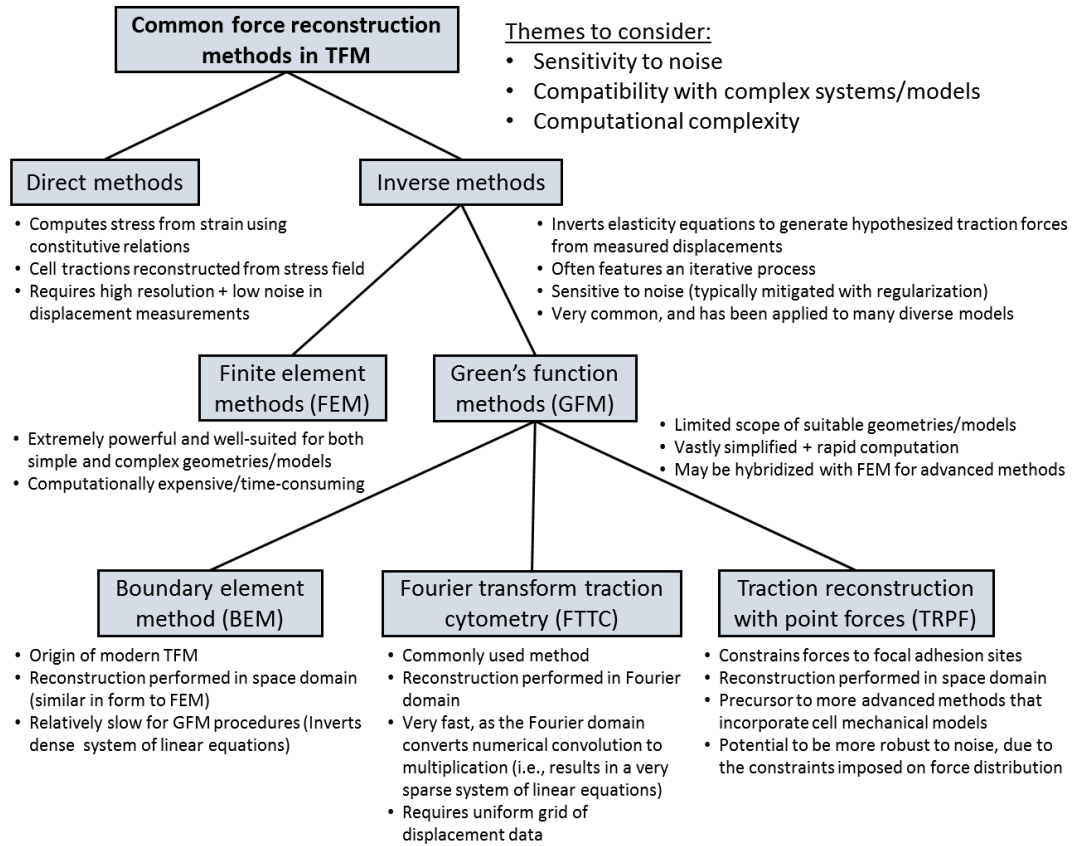 Common force reconstruction
methods in TFM
Themes to consider:
• Sensitivity to noise
• Compatibility with complex systems/models
• Computational complexity
Direct methods
• Computes stress from strain using
constitutive relations
• Cell tractions reconstructed from stress field
• Requires high resolution + low noise in
displacement measurements
Inverse methods
• Inverts elasticity equations to generate hypothesized traction forces
from measured displacements
• Often features an iterative process
• Sensitive to noise (typically mitigated with regularization)
• Very common, and has been applied to many diverse models
Finite element
methods (FEM)
• Extremely powerful and well-suited for both
simple and complex geometries/models
• Computationally expensive/time-consuming
Green's function
methods (GFM)
• Limited scope of suitable geometries/models
• Vastly simplified + rapid computation
• May be hybridized with FEM for advanced methods
Boundary element
method (BEM)
• Origin of modern TFM
• Reconstruction performed in space domain
(similar in form to FEM)
• Relatively slow for GFM procedures (Inverts
dense system of linear equations)
Fourier transform traction
cytometry (FTTC)
• Commonly used method
• Reconstruction performed in Fourier
domain
• Very fast, as the Fourier domain
converts numerical convolution to
multiplication (i.e., results in a very
sparse system of linear equations)
• Requires uniform grid of
displacement data
Traction reconstruction
with point forces (TRPF)
• Constrains forces to focal adhesion sites
• Reconstruction performed in space domain
• Precursor to more advanced methods that
incorporate cell mechanical models
• Potential to be more robust to noise, due to
the constraints imposed on force distribution